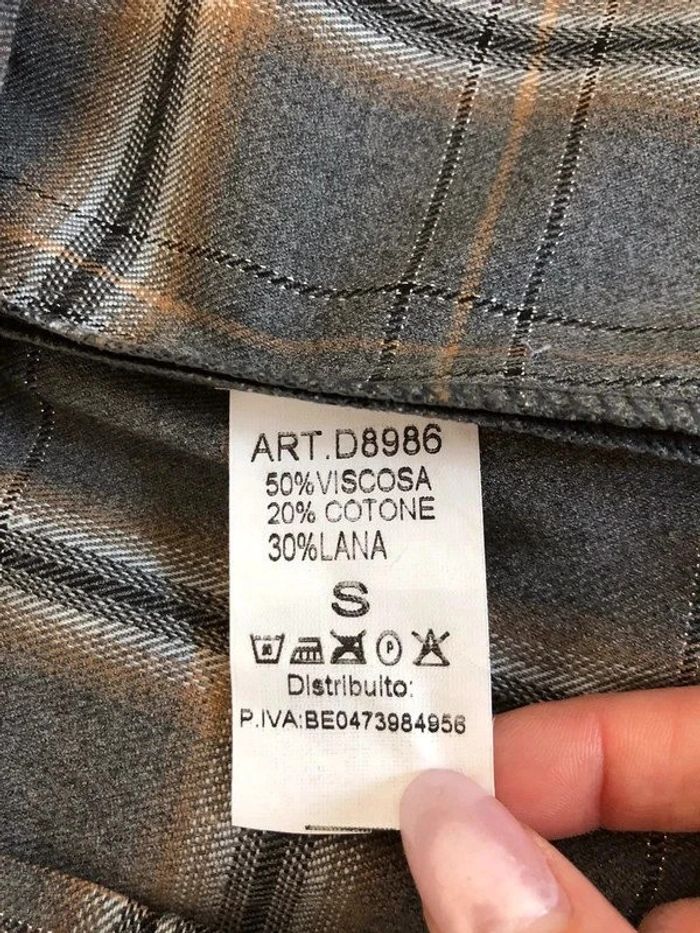 ART.D8986
50%VISCOSA
20% COTONE
30%LANA
S
P
Distribuito:
P.IVA:BE0473984956